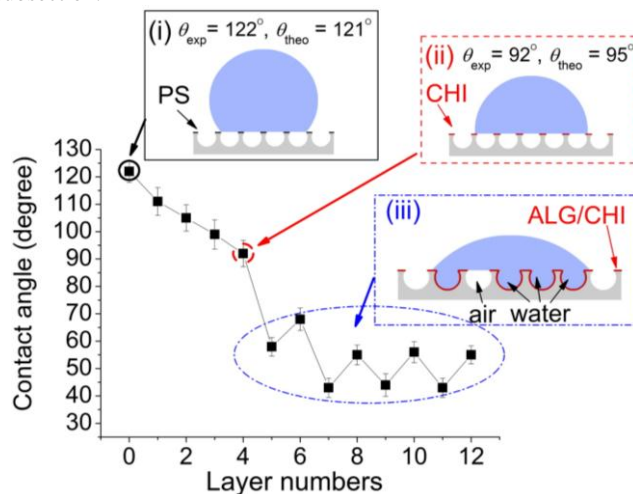 (i) θexp = 122°, θtheo = 121°
PS
(ii) θexp = 92°, θtheo = 95°
CHI
(iii)
ALG/CHI
air water
Contact angle (degree)
130
120
110
100
90
80
70
60
50
40
30
0 2 4 6 8 10 12
Layer numbers